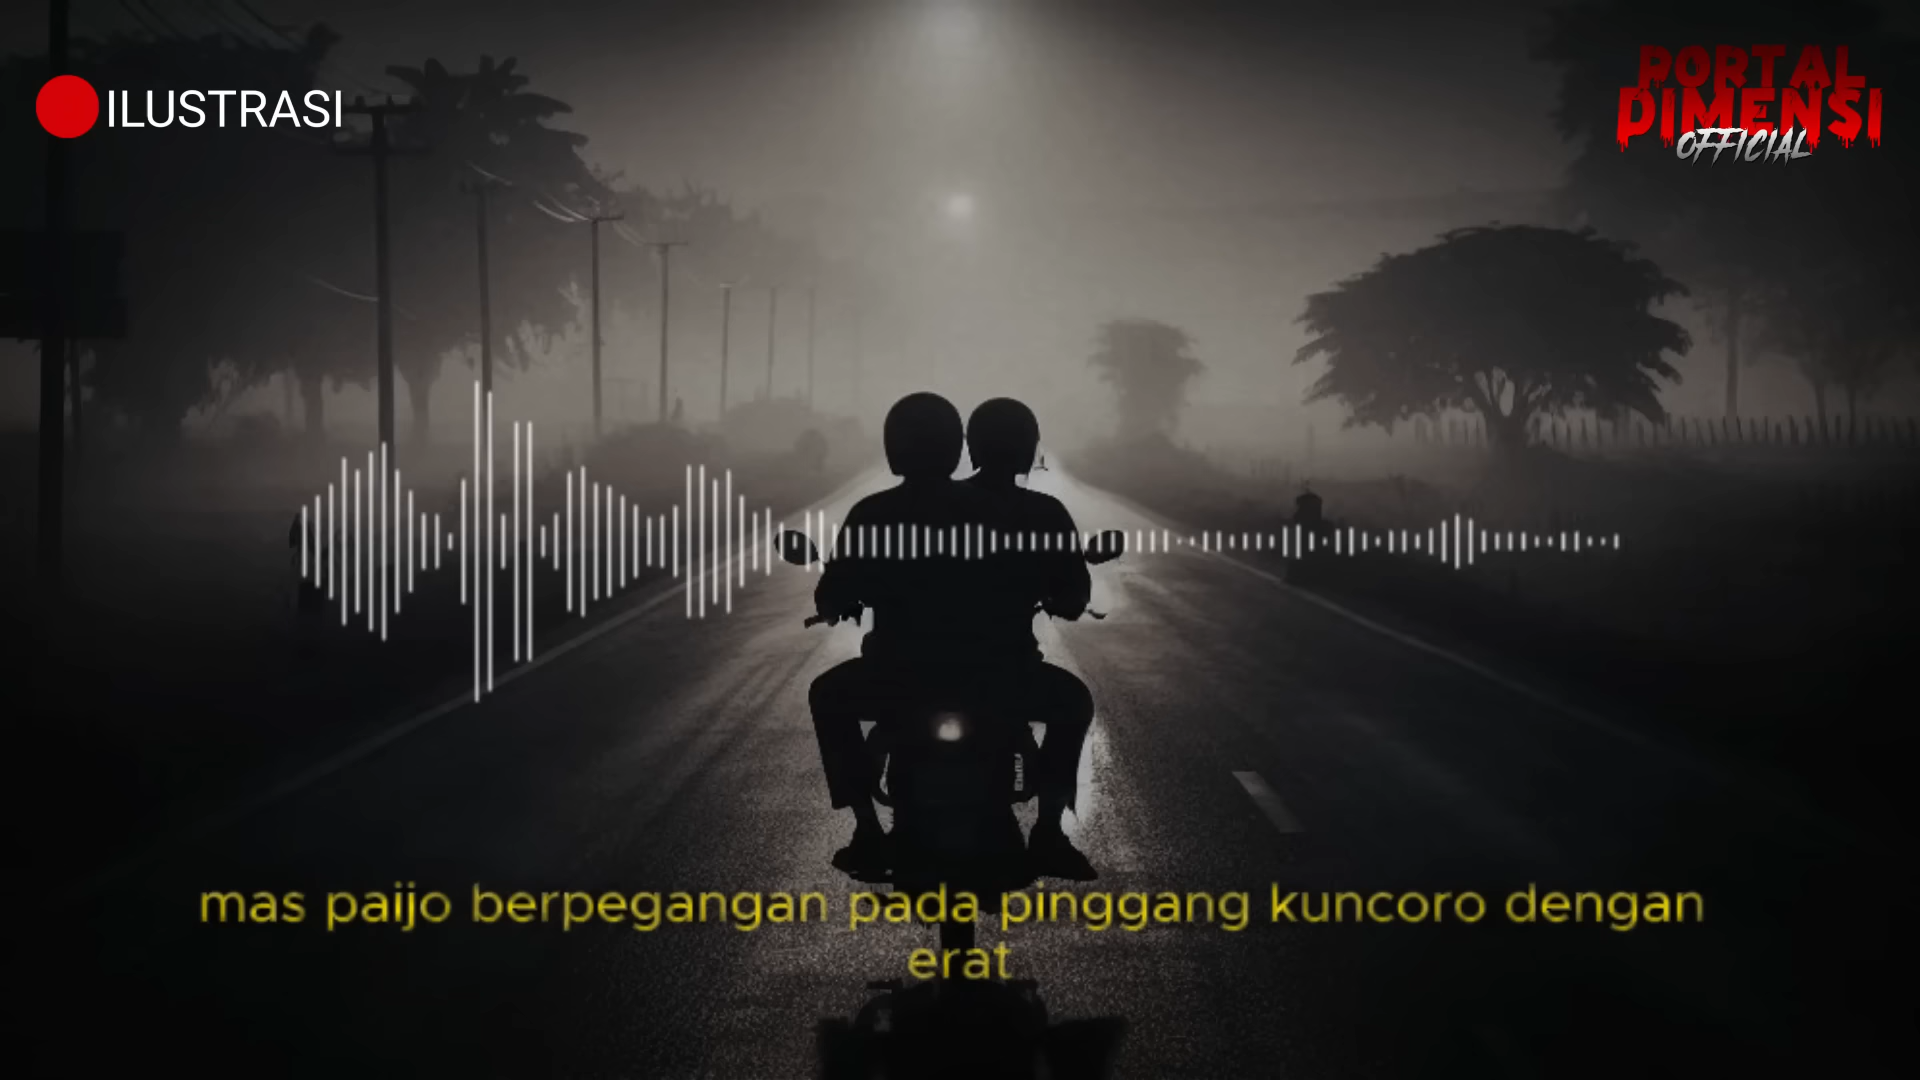 ILUSTRASI
PORTAL
DIMENSI
OFFICIAL
mas paijo berpegangan pada pinggang kuncoro dengan
erat